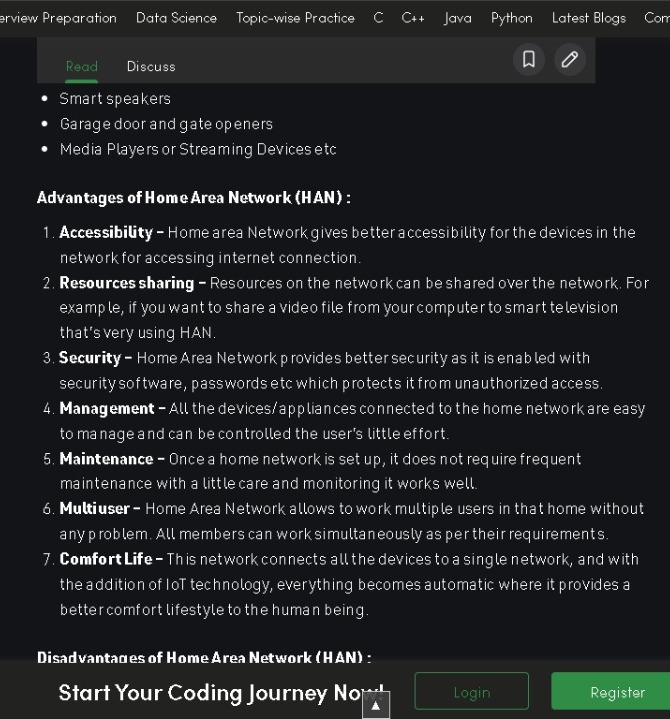 erview Preparation Data Science Topic-wise Practice C C++ Java Python Latest Blogs Com
Read Discuss
Smart speakers
Garage door and gate openers
Media Players or Streaming Devices etc
Advantages of Home Area Network (HAN) :
1. Accessibility – Home area Network gives better accessibility for the devices in the
network for accessing internet connection.
2. Resources sharing – Resources on the network can be shared over the network. For
example, if you want to share a video file from your computer to smart television
that's very using HAN.
3. Security – Home Area Network provides better security as it is enabled with
security software, passwords etc which protects it from unauthorized access.
4. Management – All the devices/appliances connected to the home network are easy
to manage and can be controlled the user's little effort.
5. Maintenance – Once a home network is set up, it does not require frequent
maintenance with a little care and monitoring it works well.
6. Multiuser – Home Area Network allows to work multiple users in that home without
any problem. All members can work simultaneously as per their requirements.
7. Comfort Life – This network connects all the devices to a single network, and with
the addition of IoT technology, everything becomes automatic where it provides a
better comfort lifestyle to the human being.
Disadvantages of Home Area Network (HAN) :
Start Your Coding Journey Now! Login Register